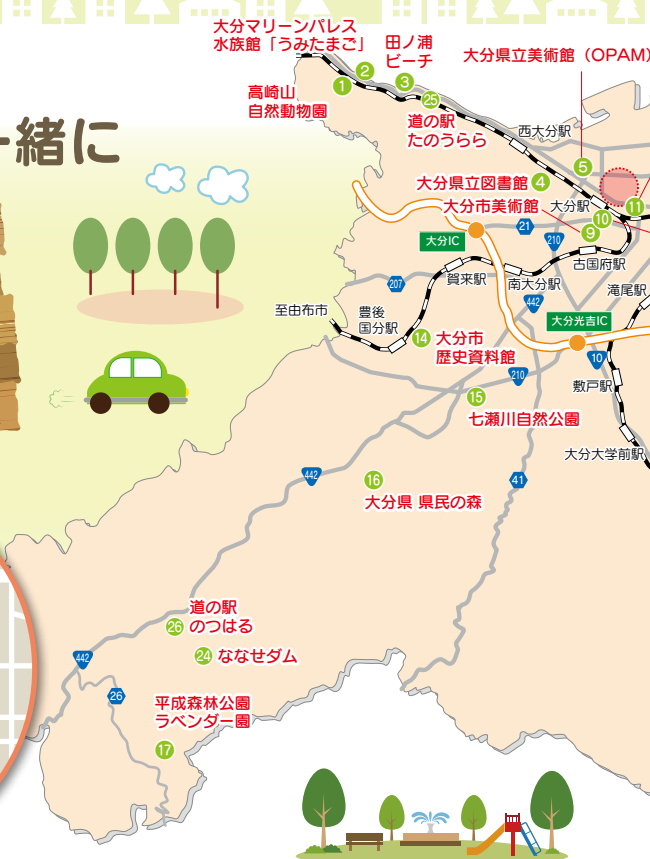 大分マリーンパレス
水族館「うみたまご」
田ノ浦
ビーチ
大分県立美術館（OPAM）
2
3
1
25
高崎山
自然動物園
道の駅
たのうらら
西大分駅
緒に
5
大分県立図書館 4
大分市美術館
大分駅
11
10
9
21
大分IC
210
古国府駅
賀来駅
南大分駅
207
滝尾駅
442
至由布市
豊後
国分駅
大分光吉IC
14
大分市
歴史資料館
10
210
敷戸駅
15
七瀬川自然公園
大分大学前駅
442
16
41
大分県 県民の森
道の駅
26 のつはる
24 ななせダム
442
26
平成森林公園
ラベンダー園
17